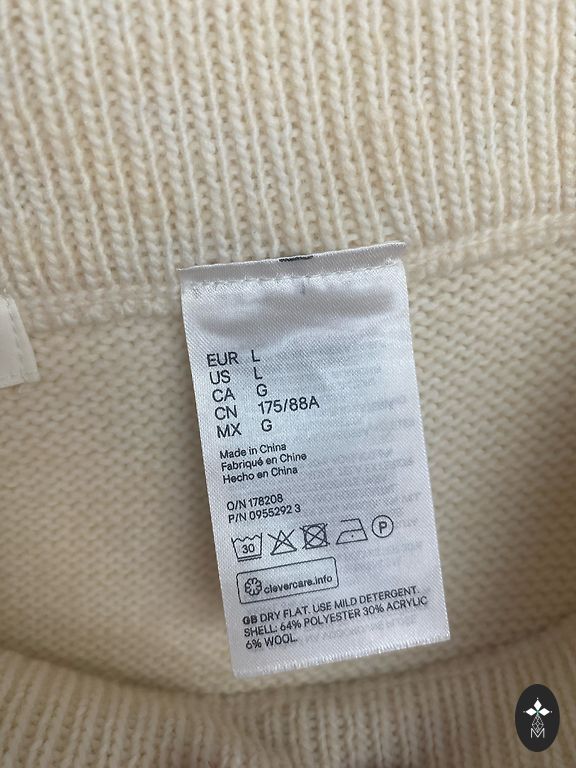 EUR L
US L
CA G
CN 175/88A
MX G
Made in China
Fabriqué en Chine
Hecho en China
O/N 178208
P/N 0955292 3
30 P
clevercare.info
GB DRY FLAT. USE MILD DETERGENT.
SHELL: 64% POLYESTER 30% ACRYLIC
6% WOOL
M